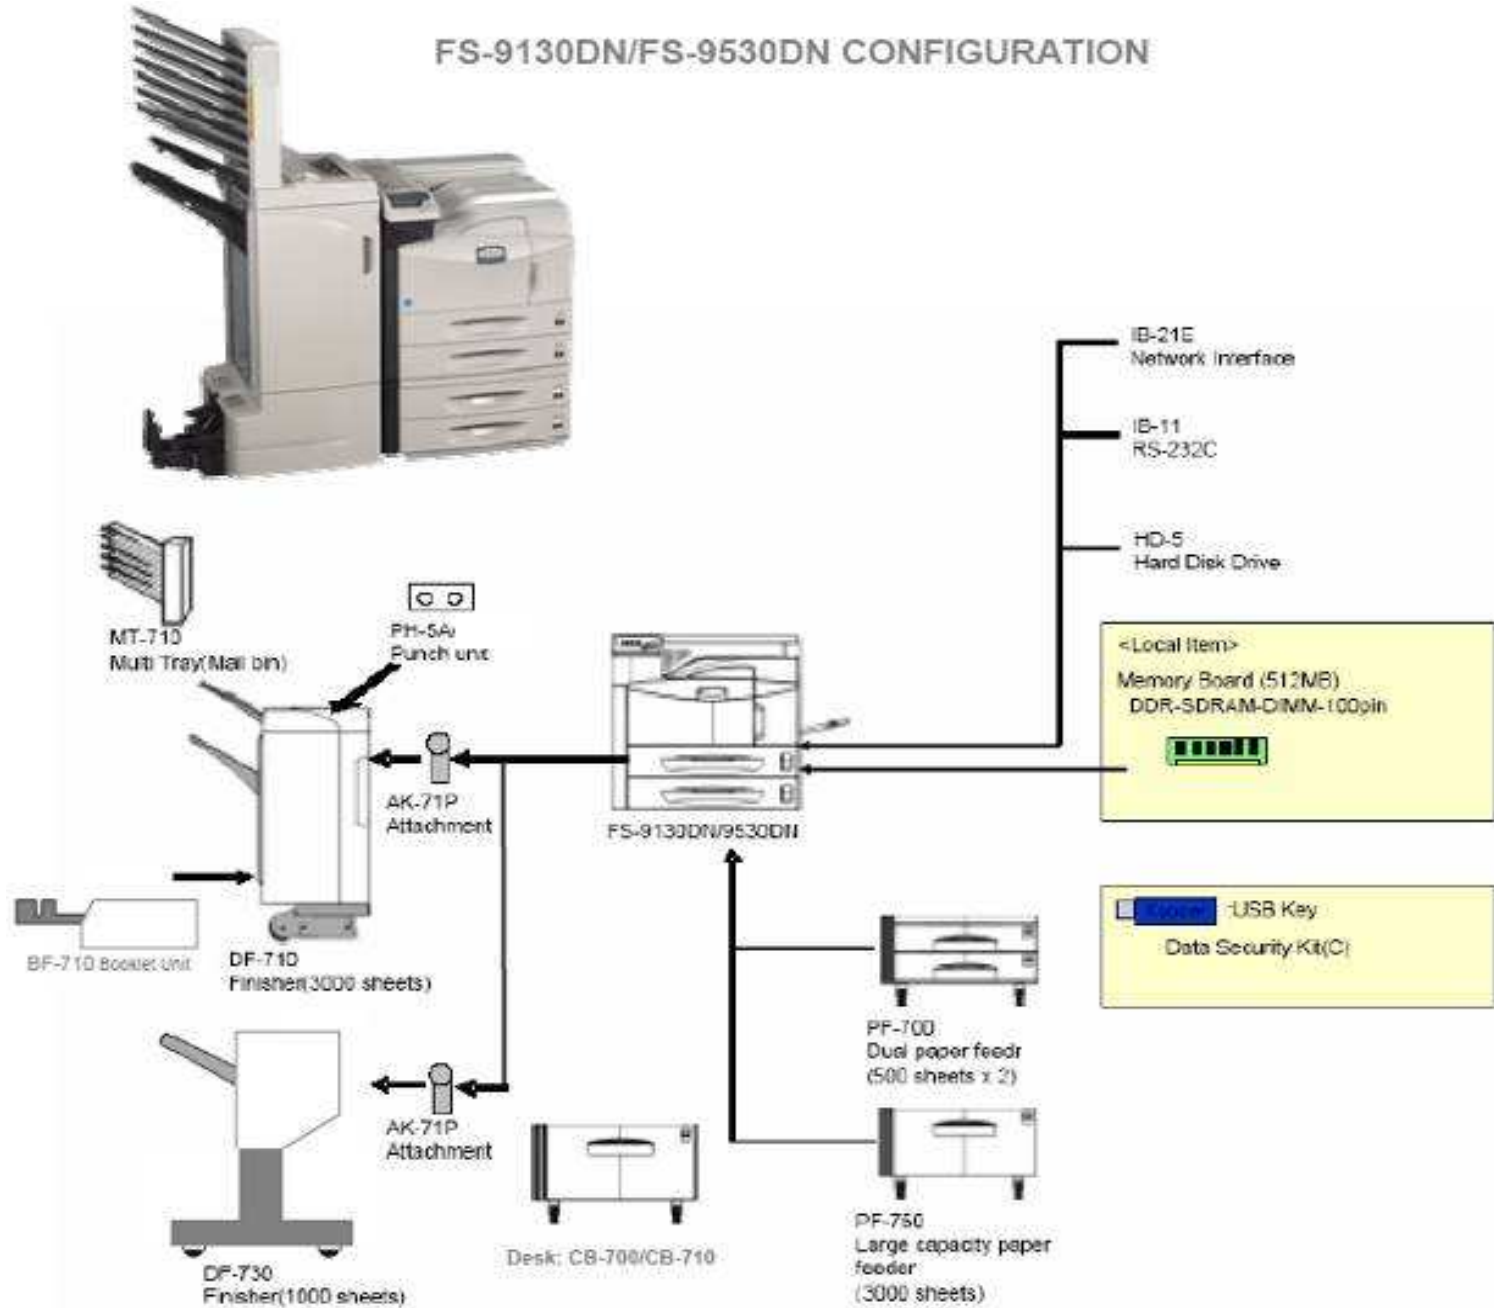 FS-9130DN/FS-9530DN CONFIGURATION
IB-21E
Network Interface
IB-11
RS-232C
HD-5
Hard Disk Drive
MT-710
Multi Tray(Mail bin)
PH-5A
Punch unit
<Local Item>
Memory Board (512MB)
DDR-SDRAM-DIMM-100pin
AK-71P
Attachment
FS-9130DN/9530DN
:USB Key
Data Security Kit(C)
BF-710 Booklet Unit
DF-710
Finisher(3000 sheets)
PF-700
Dual paper feedr
(500 sheets x 2)
AK-71P
Attachment
Desk: CB-700/CB-710
PF-750
Large capacity paper
feeder
(3000 sheets)
DF-730
Finisher(1000 sheets)